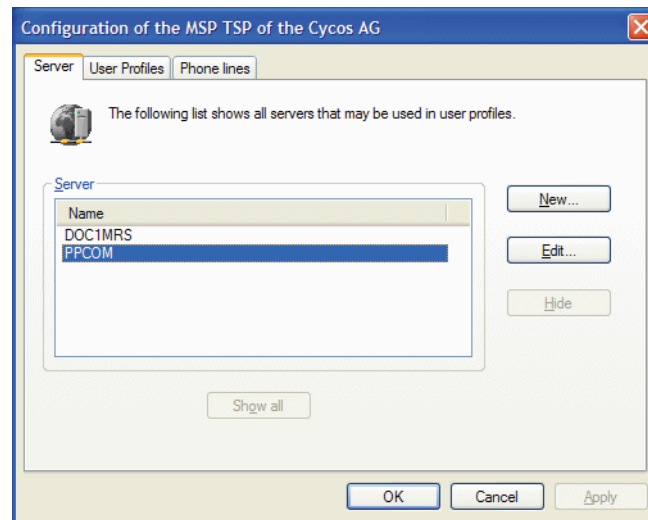 Configuration of the MSP TSP of the Cycos AG
Server User Profiles Phone lines
The following list shows all servers that may be used in user profiles.
Server
Name
DOC1MRS
PPCOM
New...
Edit...
Hide
Show all
OK Cancel Apply